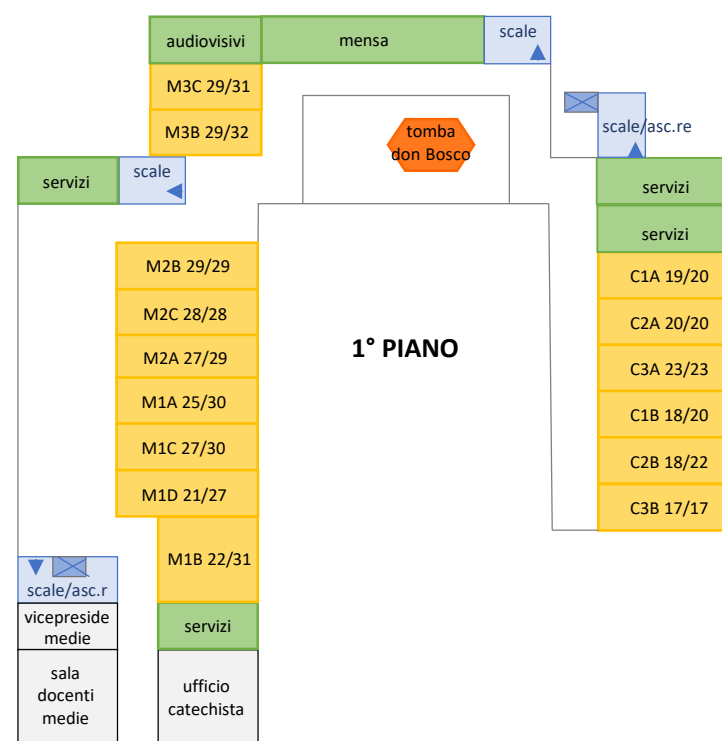 audiovisivi
mensa
scale
M3C 29/31
M3B 29/32
tomba
don Bosco
scale/asc.re
servizi
scale
servizi
servizi
M2B 29/29
M2C 28/28
M2A 27/29
M1A 25/30
M1C 27/30
M1D 21/27
M1B 22/31
1° PIANO
C1A 19/20
C2A 20/20
C3A 23/23
C1B 18/20
C2B 18/22
C3B 17/17
scale/asc.r
vicepreside
medie
servizi
sala
docenti
medie
ufficio
catechista